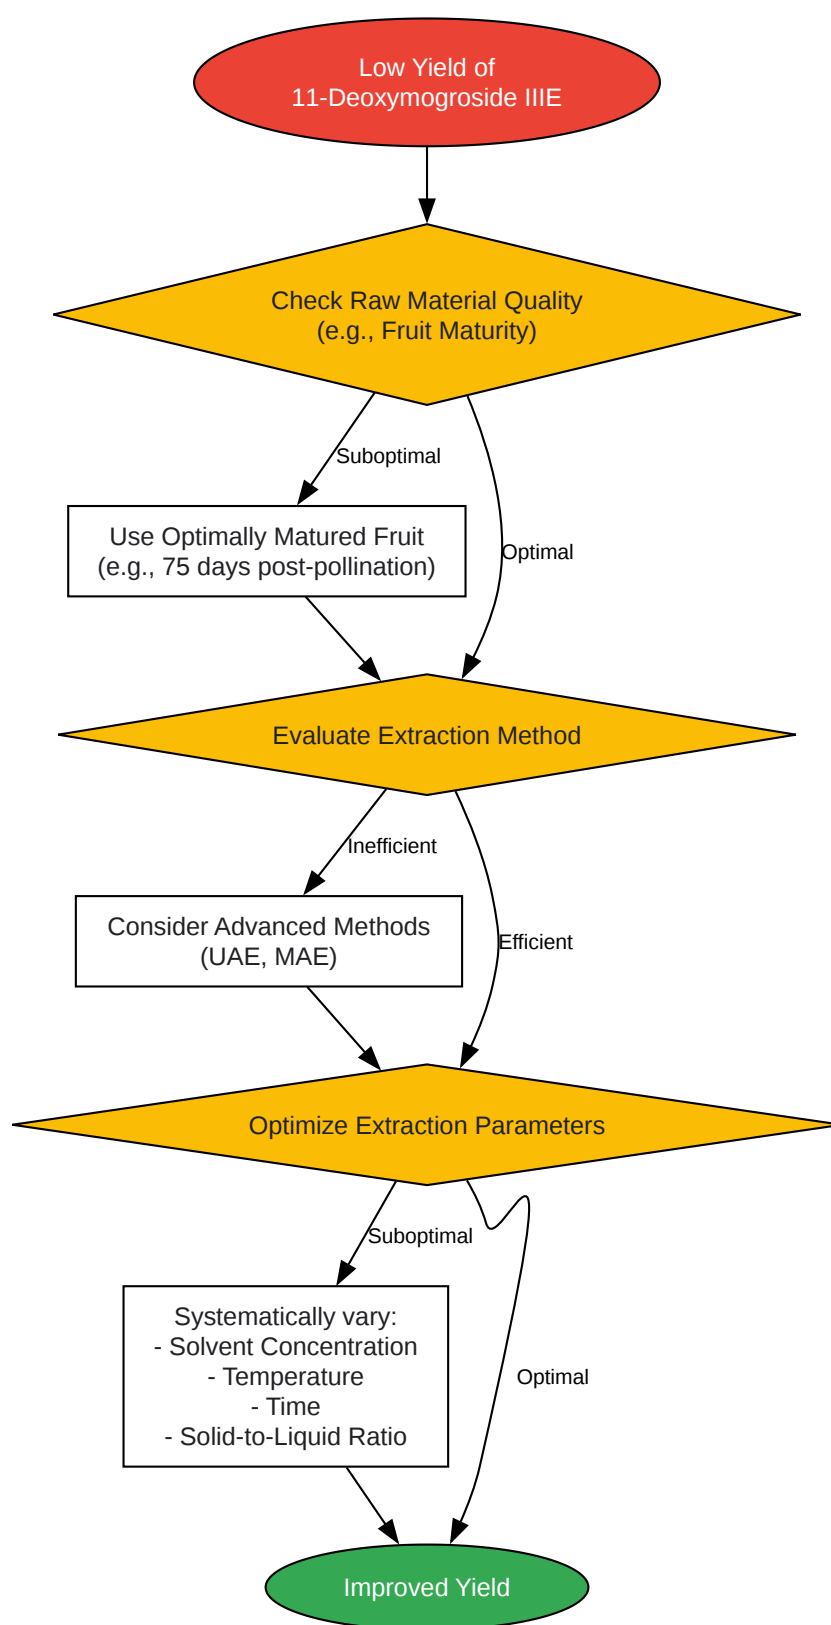 Low Yield of
11-Deoxymogroside IIIE
Check Raw Material Quality
(e.g., Fruit Maturity)
Suboptimal
Use Optimally Matured Fruit
(e.g., 75 days post-pollination)
Optimal
Evaluate Extraction Method
Inefficient
Consider Advanced Methods
(UAE, MAE)
Efficient
Optimize Extraction Parameters
Suboptimal
Systematically vary:
- Solvent Concentration
- Temperature
- Time
- Solid-to-Liquid Ratio
Optimal
Improved Yield